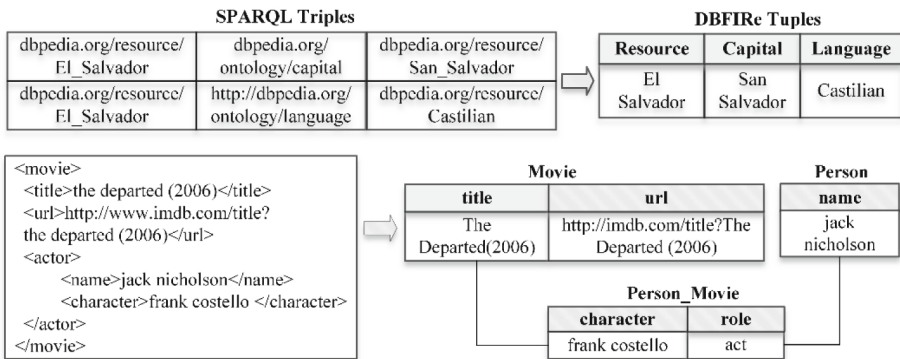 SPARQL Triples
dbpedia.org/resource/
El_Salvador
dbpedia.org/
ontology/capital
dbpedia.org/resource/
San_Salvador
dbpedia.org/resource/
El_Salvador
http://dbpedia.org/
ontology/language
dbpedia.org/resource/
Castilian
DBFIRe Tuples
Resource Capital Language
El
Salvador
San
Salvador
Castilian
<movie>
<title>the departed (2006)</title>
<url>http://www.imdb.com/title?
the departed (2006)</url>
<actor>
<name>jack nicholson</name>
<character>frank costello </character>
</actor>
</movie>
Movie
title url
The
Departed(2006)
http://imdb.com/title?The
Departed (2006)
Person
name
jack
nicholson
Person_Movie
character role
frank costello act